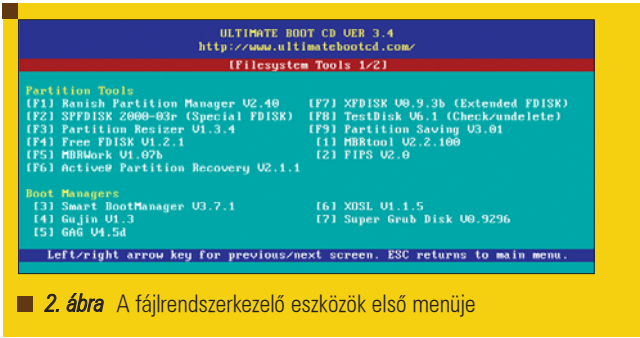 ULTIMATE BOOT CD VER 3.4
http://www.ultimatebootcd.com/
[Filesystem Tools 1/2]
Partition Tools
[F1] Ranish Partition Manager V2.40 [F7] XFDISK V0.9.3b (Extended FDISK)
[F2] SPFDISK 2000-03r (Special FDISK) [F8] TestDisk V6.1 (Check/undelete)
[F3] Partition Resizer V1.3.4 [F9] Partition Saving V3.01
[F4] Free FDISK V1.2.1 [1] MBRtool V2.2.100
[F5] MBRWork V1.07b [2] FIPS V2.0
[F6] Active@ Partition Recovery V2.1.1
Boot Managers
[3] Smart BootManager V3.7.1 [6] XOSL V1.1.5
[4] Gujin V1.3 [7] Super Grub Disk V0.9296
[5] GAG V4.5d
Left/right arrow key for previous/next screen. ESC returns to main menu.
2. ábra A fájlrendszerkezelő eszközök első menüje